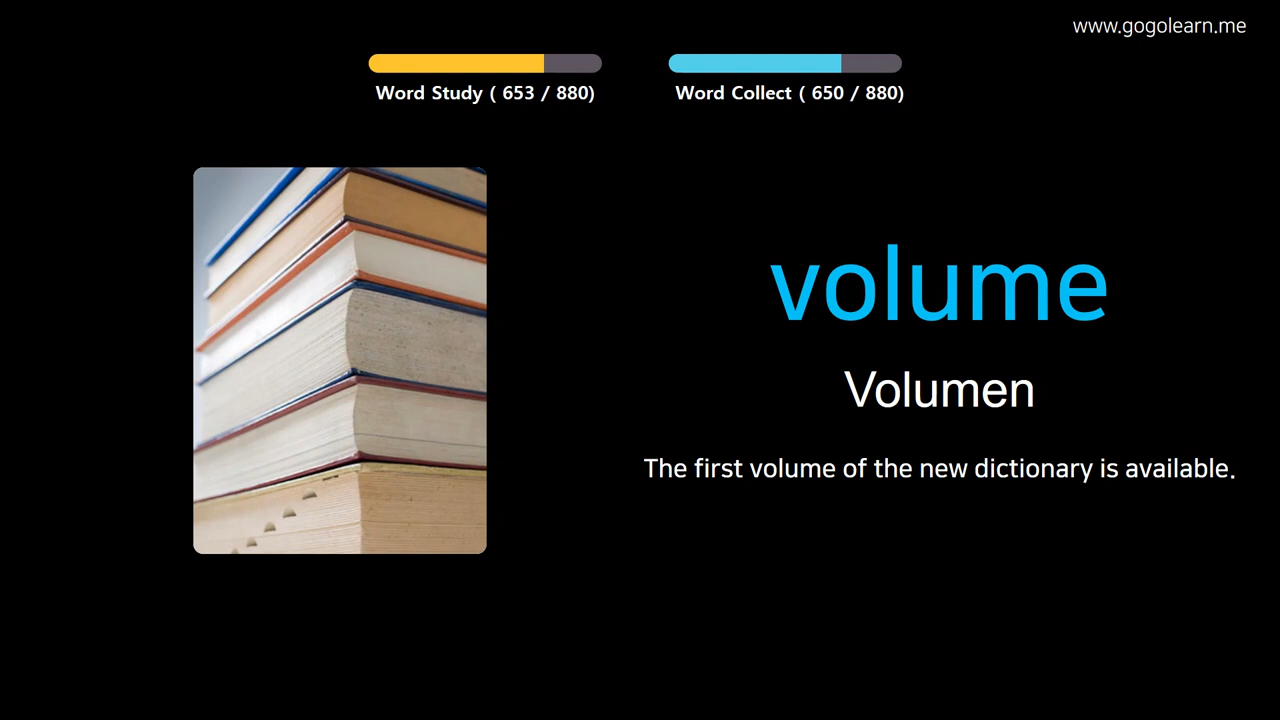 www.gogolearn.me
Word Study ( 653 / 880)
Word Collect ( 650 / 880)
volume
Volumen
The first volume of the new dictionary is available.